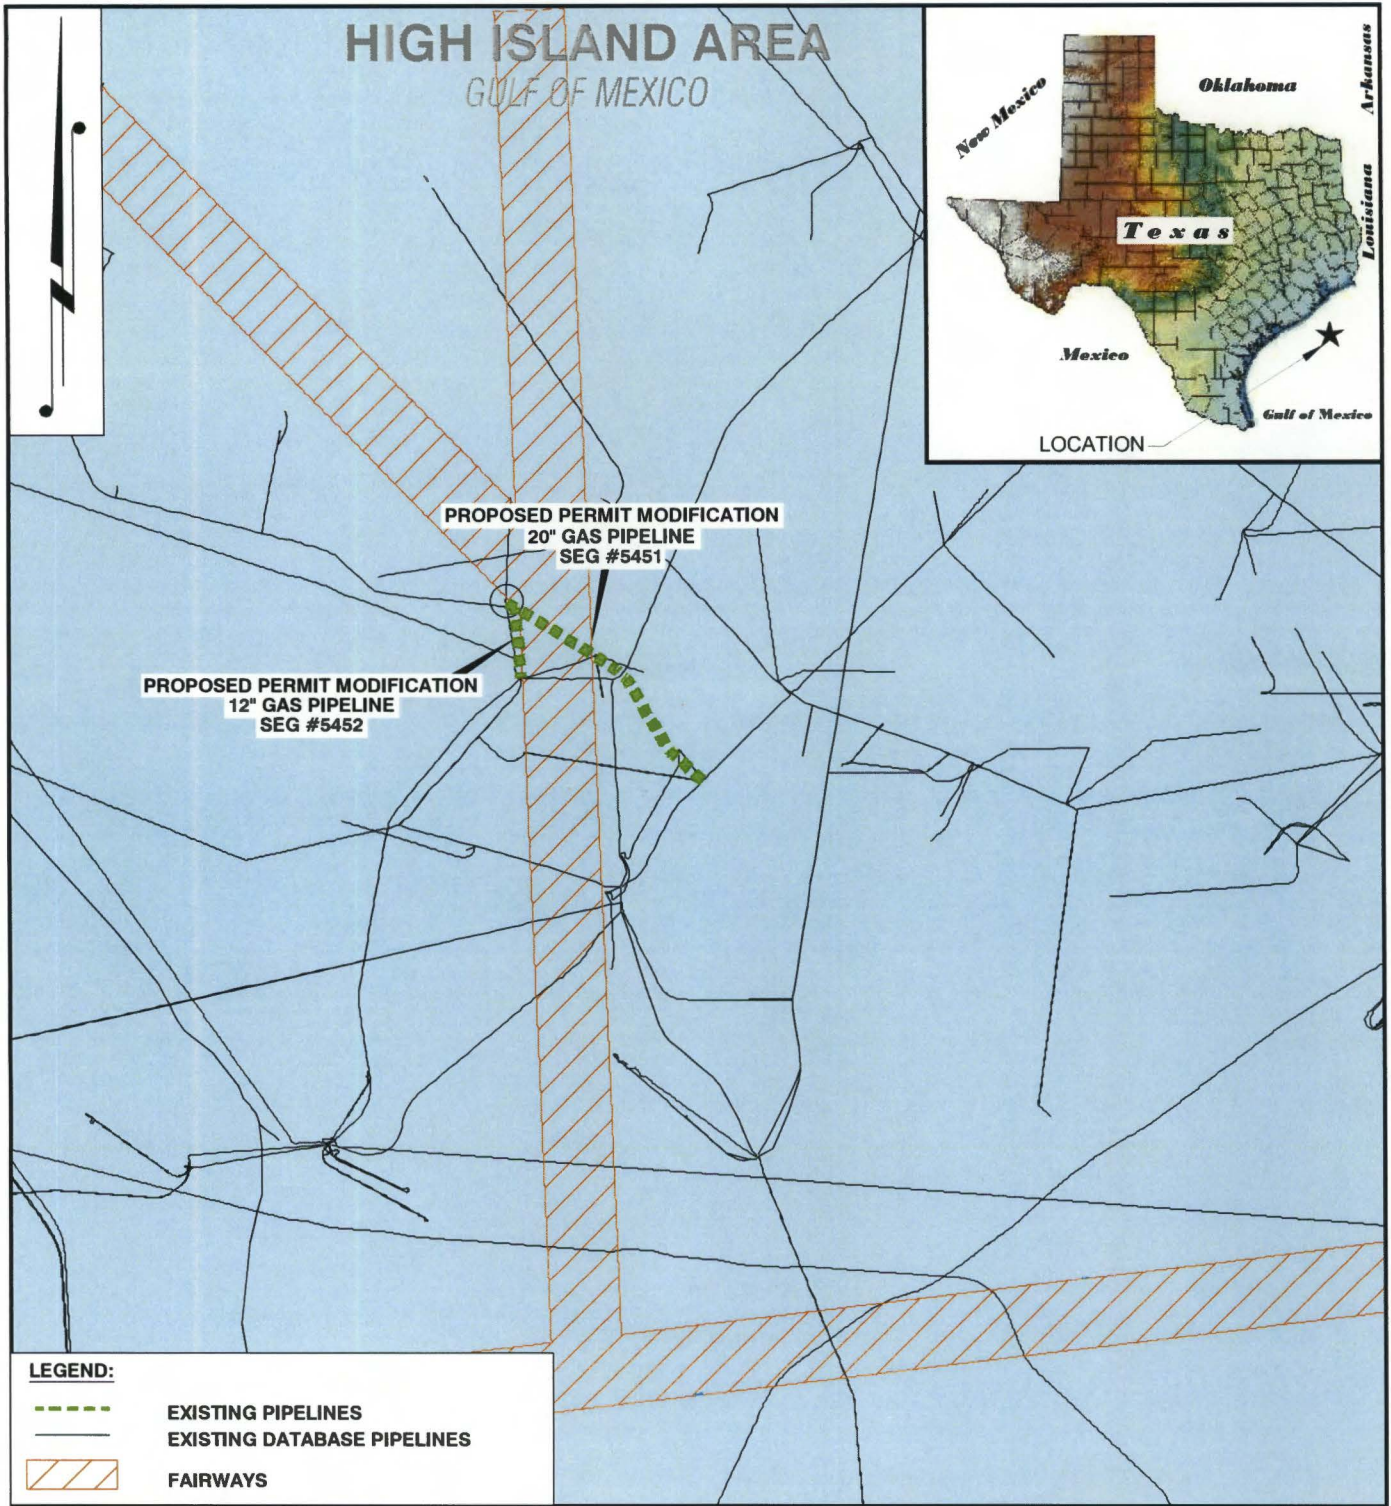 HIGH ISLAND AREA
GULF OF MEXICO
New Mexico
Oklahoma
Arkansas
Louisiana
Texas
Mexico
Gulf of Mexico
LOCATION
PROPOSED PERMIT MODIFICATION
20" GAS PIPELINE
SEG #5451
PROPOSED PERMIT MODIFICATION
12" GAS PIPELINE
SEG #5452
LEGEND:
EXISTING PIPELINES
EXISTING DATABASE PIPELINES
FAIRWAYS